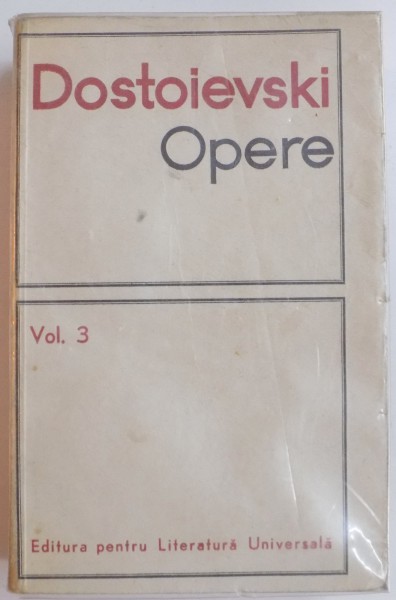 Dostoievski
Opere
Vol. 3
Editura pentru Literatură Universală